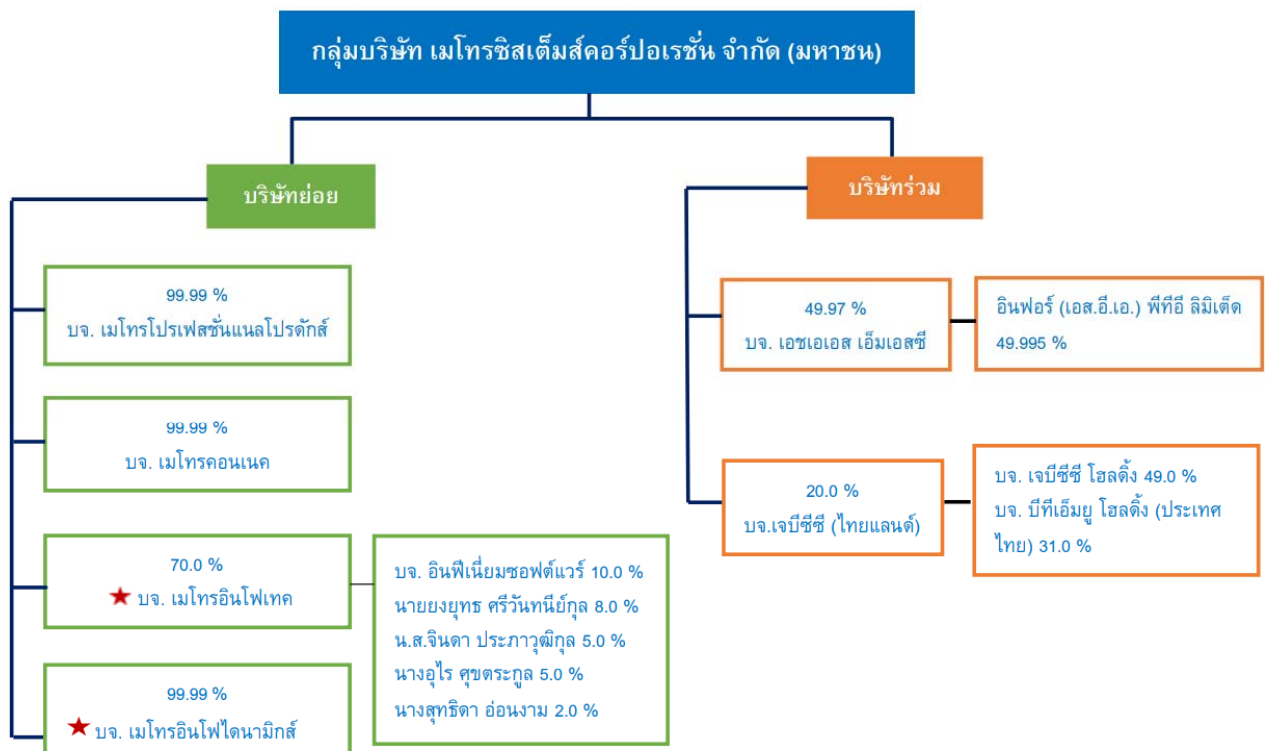 กลุ่มบริษัท เมโทรซิสเต็มส์คอร์ปอเรชั่น จำกัด (มหาชน)
บริษัทย่อย
99.99 %
บจ. เมโทรโปรเฟสชั่นแนลโปรดักส์
99.99 %
บจ. เมโทรคอนเนค
70.0 %
บจ. เมโทรอินโฟเทค
บจ. อินฟีเนี่ยมซอฟต์แวร์ 10.0 %
นายยงยุทธ ศรีวันทนีย์กุล 8.0 %
น.ส.จินดา ประภาวุฒิกุล 5.0 %
นางอุไร ศุขตระกูล 5.0 %
นางสุทธิดา อ่อนงาม 2.0 %
99.99 %
บจ. เมโทรอินโฟไดนามิกส์
บริษัทร่วม
49.97 %
บจ. เอชเอเอส เอ็มเอสซี
อินฟอร์ (เอส.อี.เอ.) พีทีอี ลิมิเต็ด
49.995 %
20.0 %
บจ.เจบีซีซี (ไทยแลนด์)
บจ. เจบีซีซี โฮลดิ้ง 49.0 %
บจ. บีทีเอ็มยู โฮลดิ้ง (ประเทศ
ไทย) 31.0 %